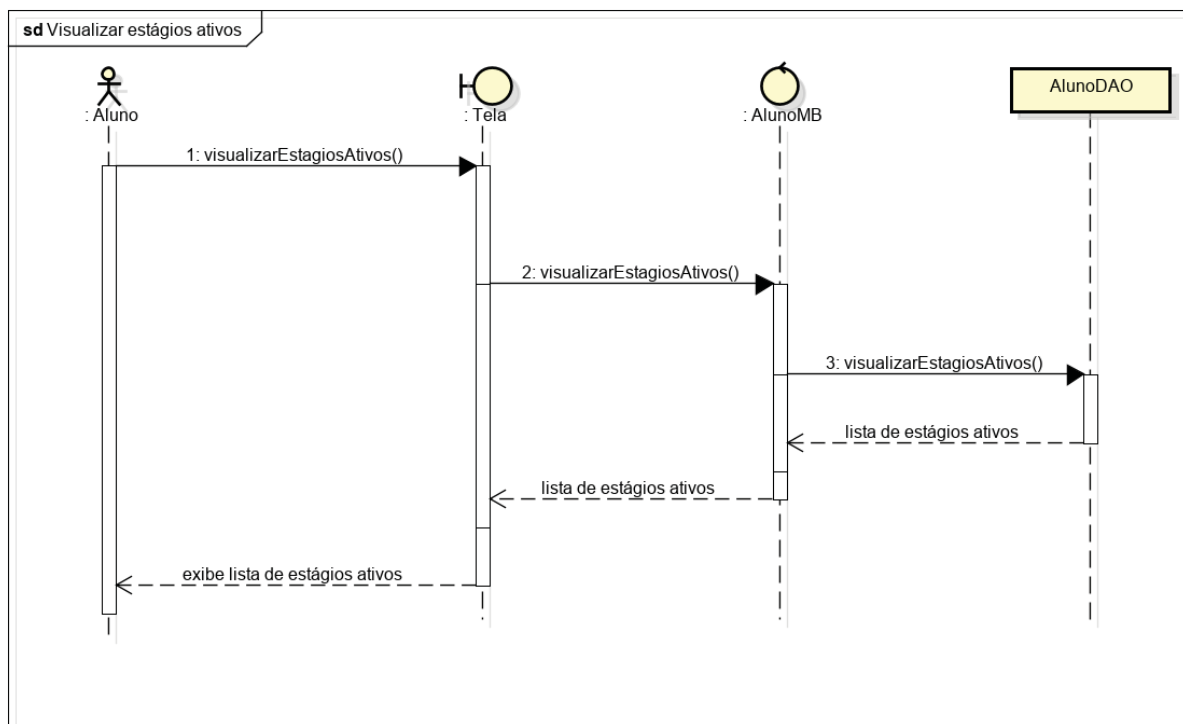 sd Visualizar estágios ativos
: Aluno
: Tela
: AlunoMB
AlunoDAO
1: visualizarEstagiosAtivos()
2: visualizarEstagiosAtivos()
3: visualizarEstagiosAtivos()
lista de estágios ativos
lista de estágios ativos
exibe lista de estágios ativos